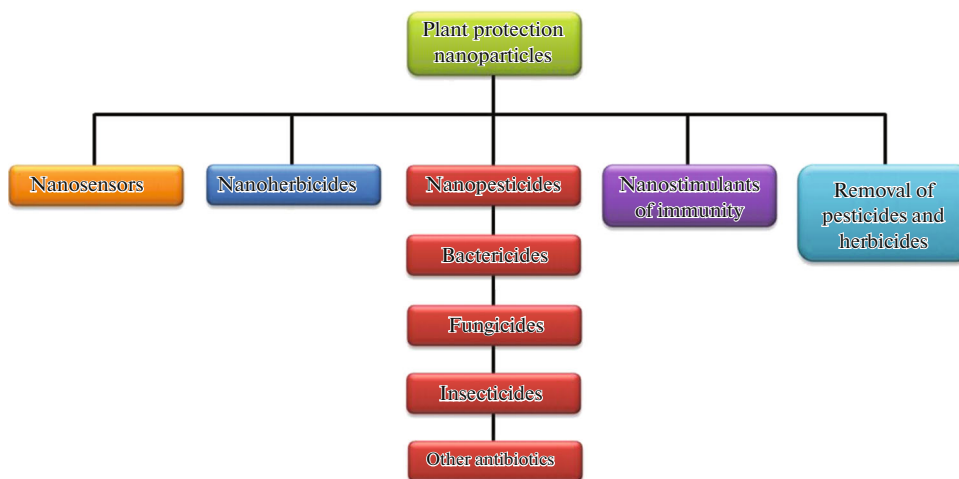 Plant protection
nanoparticles
Nanosensors
Nanoherbicides
Nanopesticides
Nanostimulants
of immunity
Removal of
pesticides and
herbicides
Bactericides
Fungicides
Insecticides
Other antibiotics